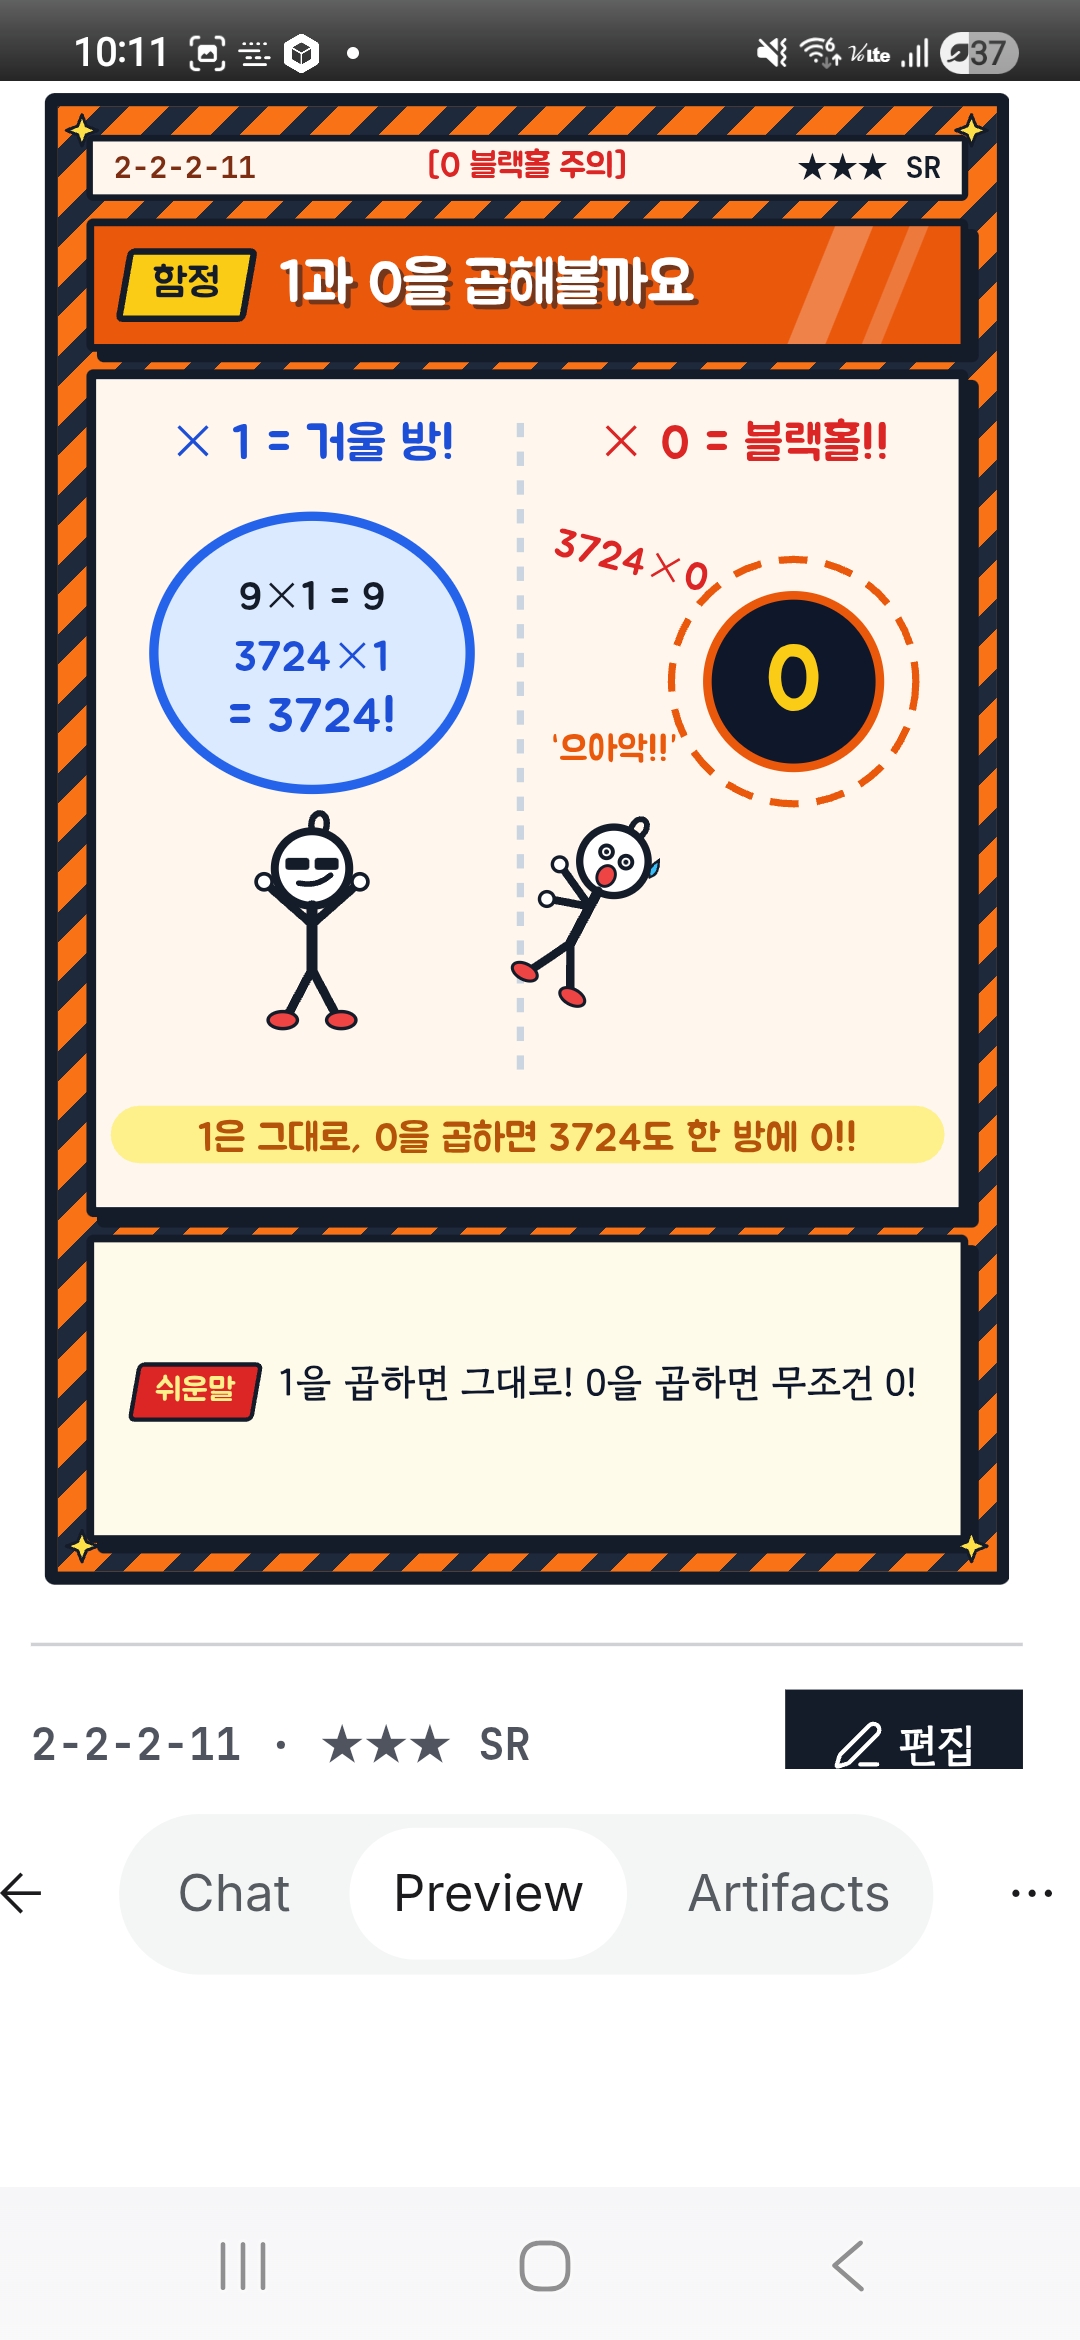 10:11
Vo Lte
6
37
2-2-2-11
[0 블랙홀 주의]
★★★ SR
함정
1과 0을 곱해볼까요
× 1 = 거울 방!
× 0 = 블랙홀!!
9×1 = 9
3724×1
= 3724!
3724×0
0
'으아악!!'
1은 그대로, 0을 곱하면 3724도 한 방에 0!!
쉬운말
1을 곱하면 그대로! 0을 곱하면 무조건 0!
2-2-2-11 · ★★★ SR
편집
Chat
Preview
Artifacts